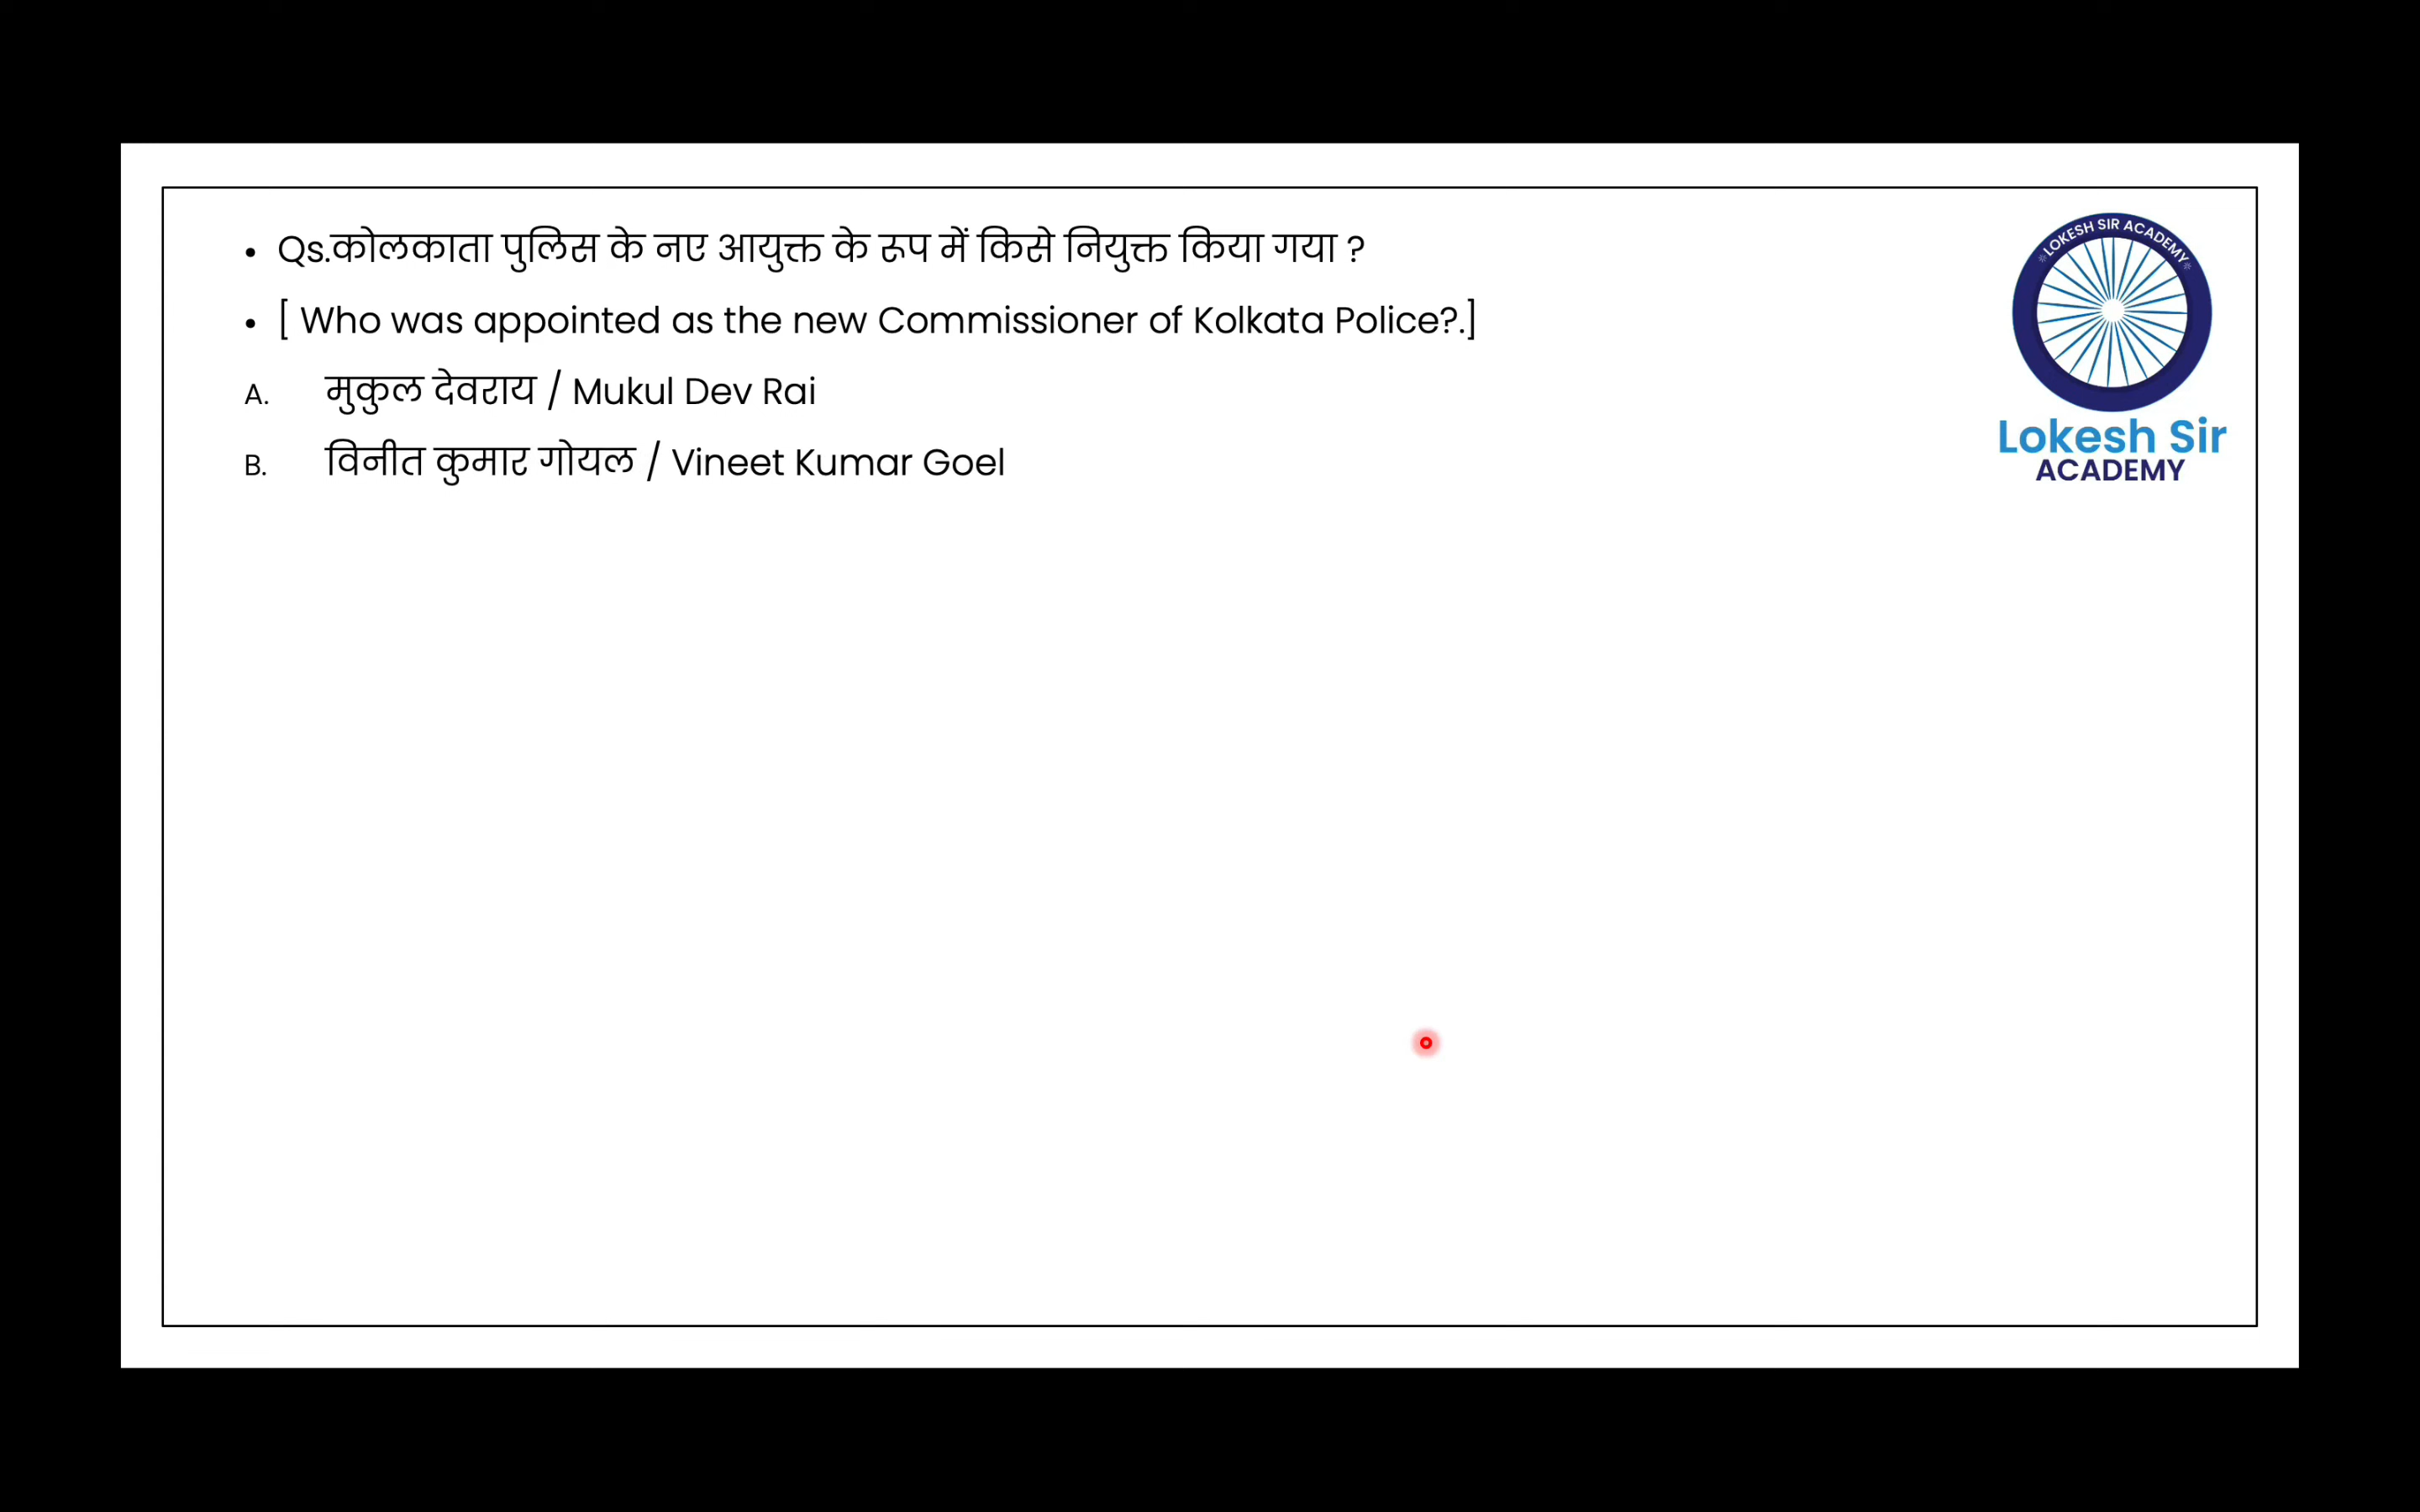 • Qs.कोलकाता पुलिस के नए आयुक्त के रूप में किसे नियुक्त किया गया ?
• [ Who was appointed as the new Commissioner of Kolkata Police?.]
A. मुकुल देवराय / Mukul Dev Rai
B. विनीत कुमार गोयल / Vineet Kumar Goel
LOKESH SIR ACADEMY
Lokesh Sir
ACADEMY